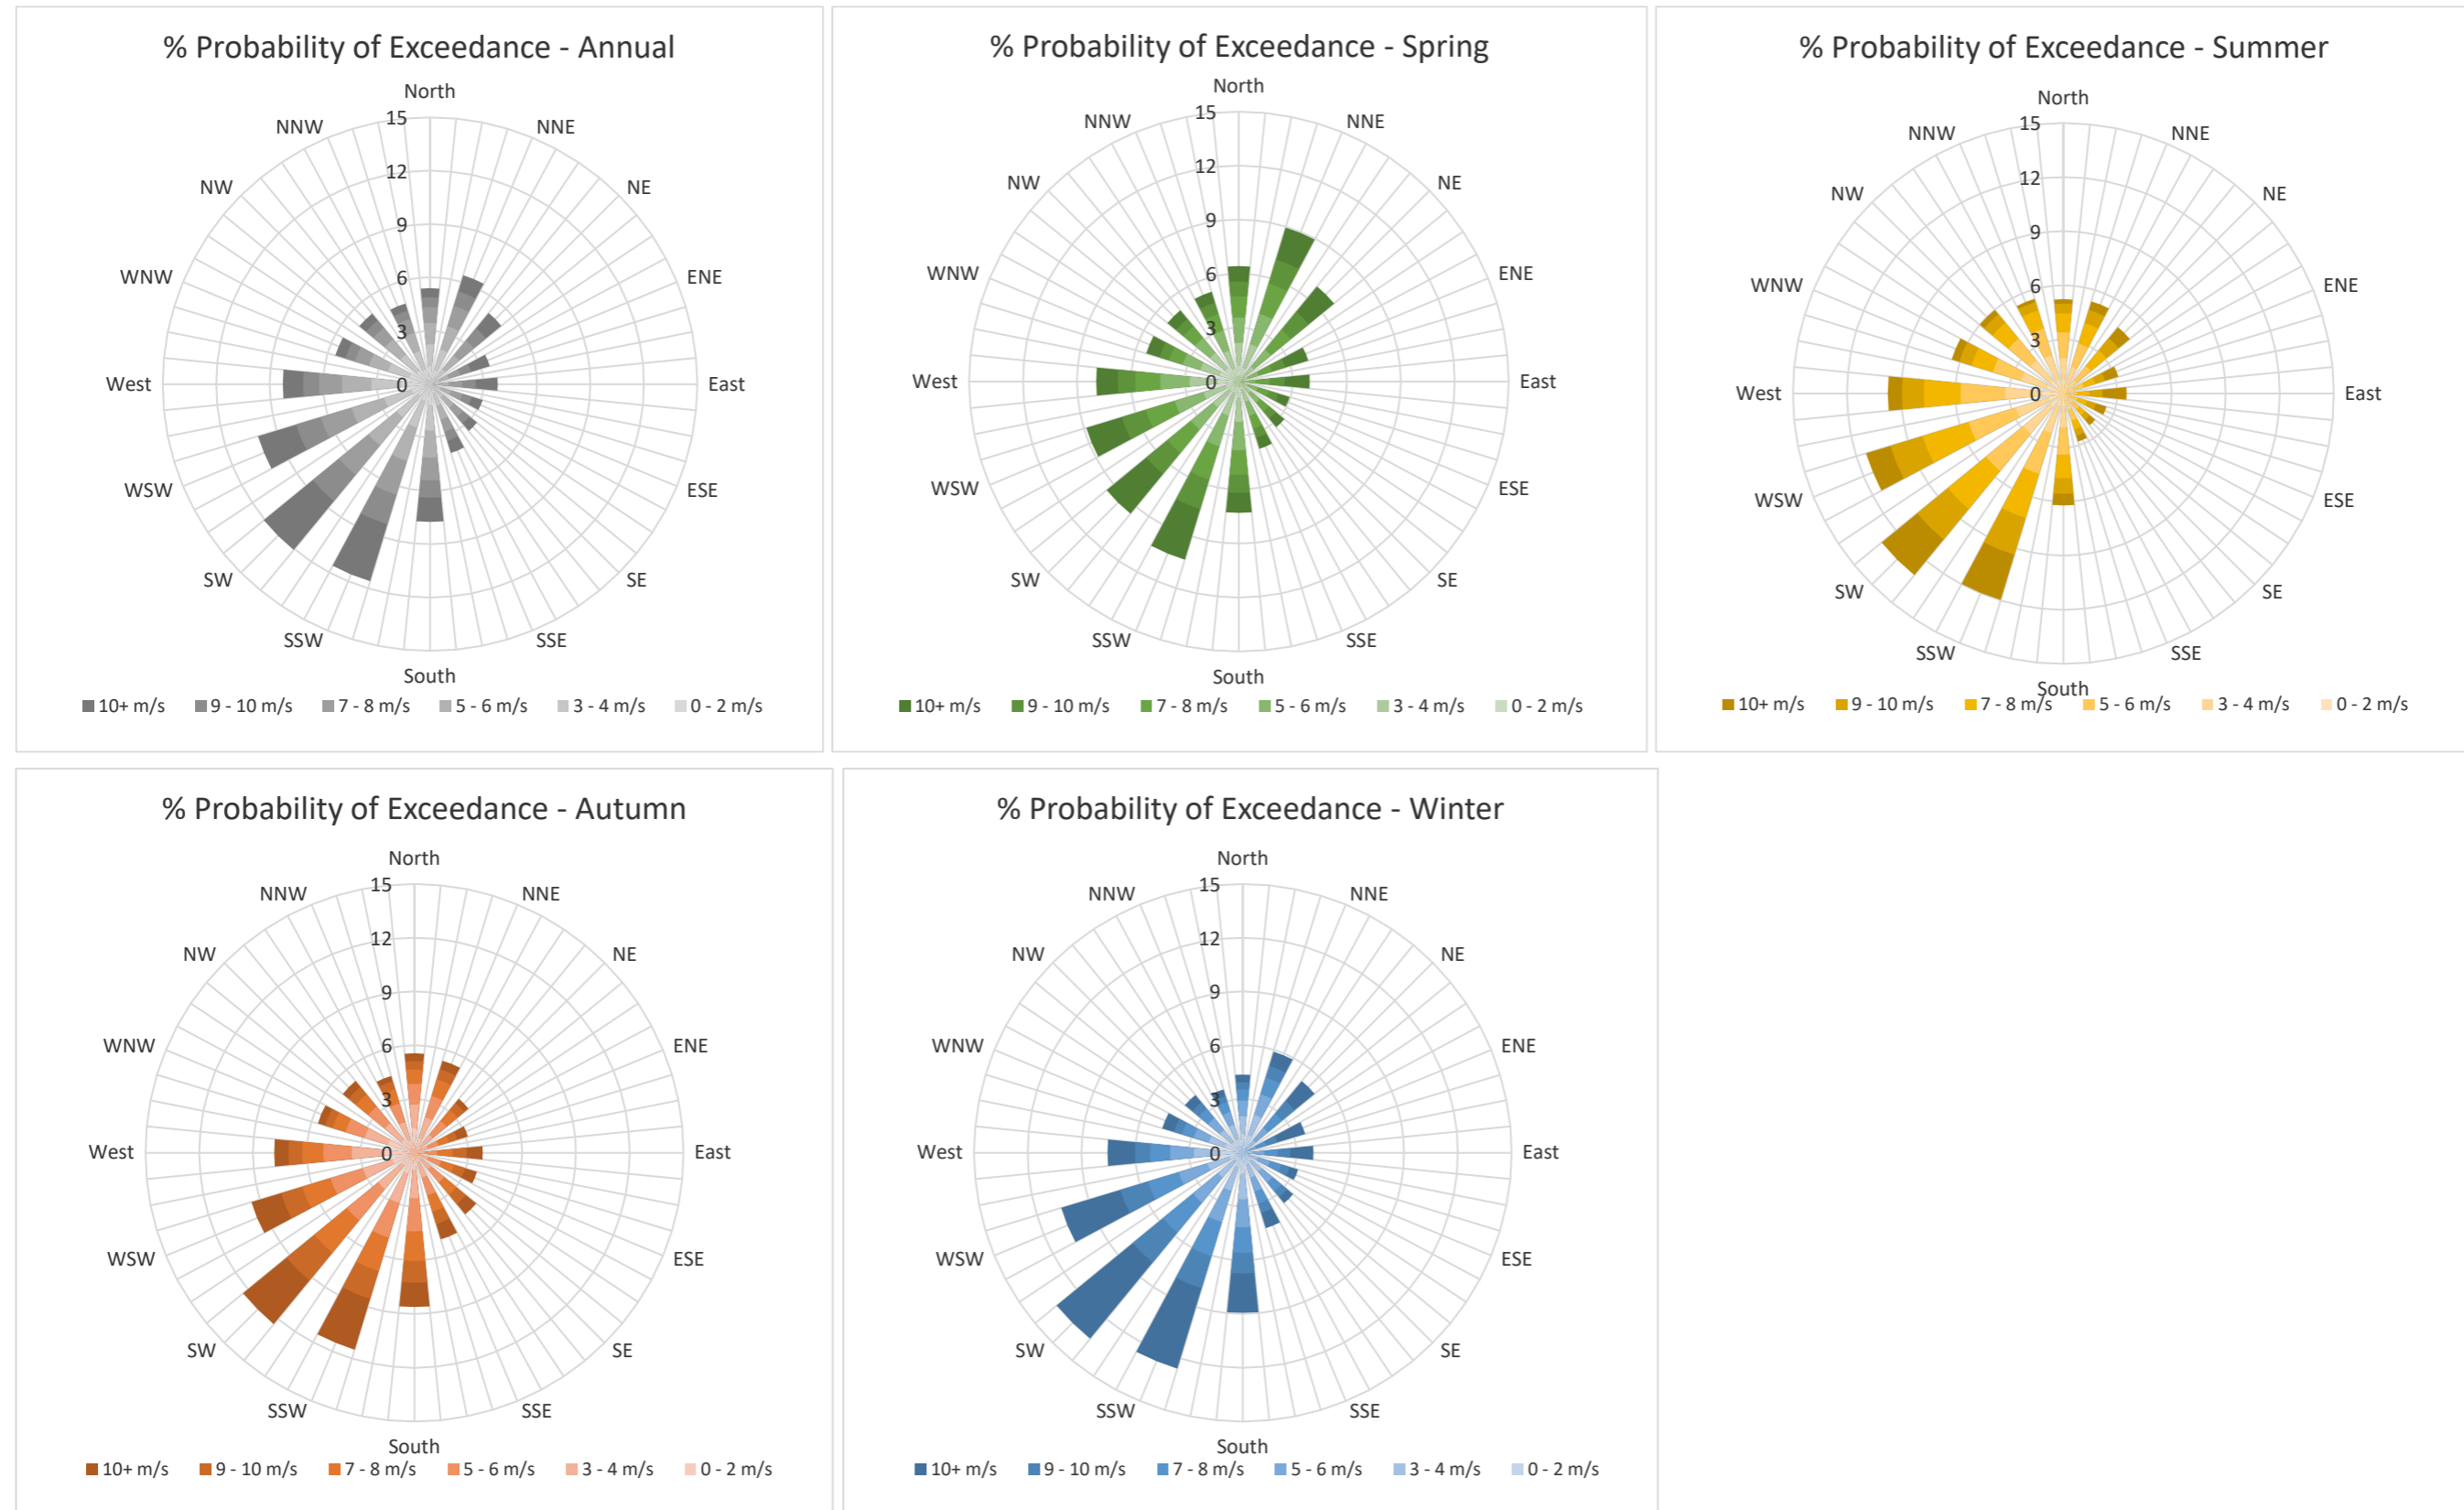 % Probability of Exceedance - Annual
North
NNW
15
NNE
12
NW
NE
9
WNW
6
ENE
3
West
0
East
WSW
ESE
SW
SE
SSW
SSE
South
10+ m/s 9 - 10 m/s 7 - 8 m/s 5 - 6 m/s 3 - 4 m/s 0 - 2 m/s
% Probability of Exceedance - Spring
North
NNW
15
NNE
12
NW
NE
9
WNW
6
ENE
3
West
0
East
WSW
ESE
SW
SE
SSW
SSE
South
10+ m/s 9 - 10 m/s 7 - 8 m/s 5 - 6 m/s 3 - 4 m/s 0 - 2 m/s
% Probability of Exceedance - Summer
North
NNW
15
NNE
12
NW
NE
9
WNW
6
ENE
3
West
0
East
WSW
ESE
SW
SE
SSW
SSE
South
10+ m/s 9 - 10 m/s 7 - 8 m/s 5 - 6 m/s 3 - 4 m/s 0 - 2 m/s
% Probability of Exceedance - Autumn
North
NNW
15
NNE
12
NW
NE
9
WNW
6
ENE
3
West
0
East
WSW
ESE
SW
SE
SSW
SSE
South
10+ m/s 9 - 10 m/s 7 - 8 m/s 5 - 6 m/s 3 - 4 m/s 0 - 2 m/s
% Probability of Exceedance - Winter
North
NNW
15
NNE
12
NW
NE
9
WNW
6
ENE
3
West
0
East
WSW
ESE
SW
SE
SSW
SSE
South
10+ m/s 9 - 10 m/s 7 - 8 m/s 5 - 6 m/s 3 - 4 m/s 0 - 2 m/s